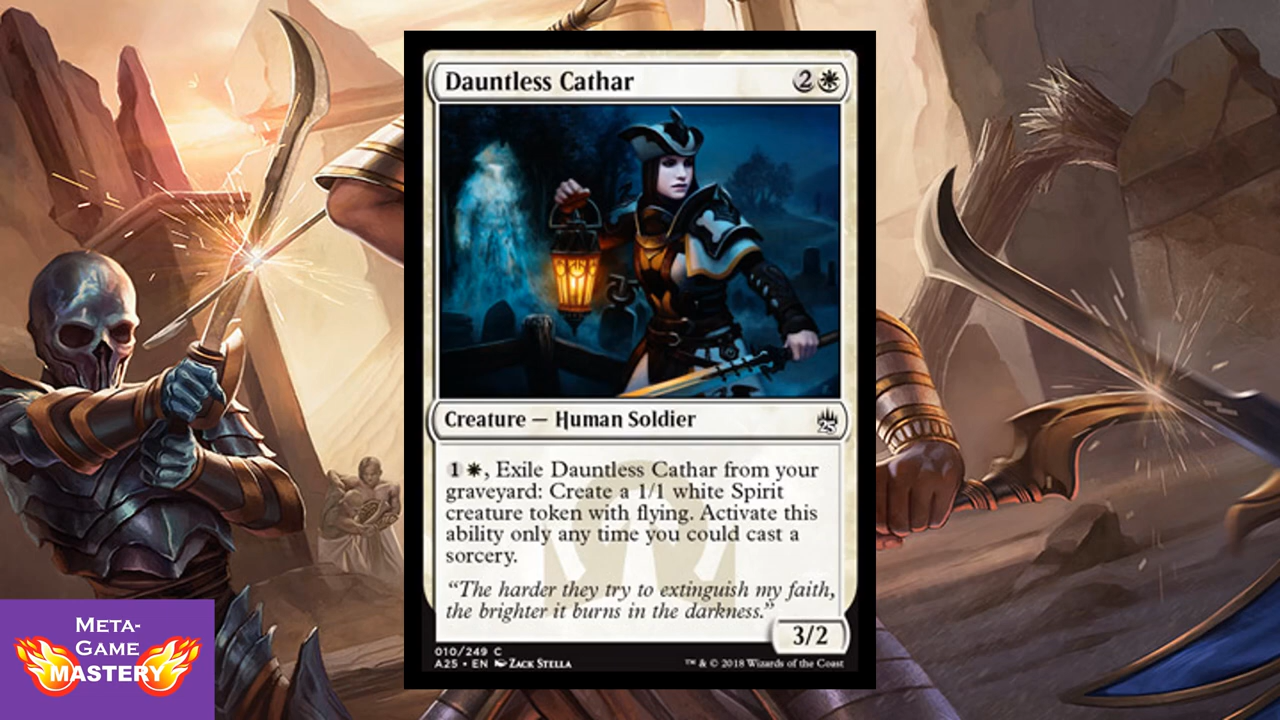 Dauntless Cathar 2
Creature — Human Soldier
1 , Exile Dauntless Cathar from your
graveyard: Create a 1/1 white Spirit
creature token with flying. Activate this
ability only any time you could cast a
sorcery.
“The harder they try to extinguish my faith,
the brighter it burns in the darkness.”
3/2
010/249 C
A25 • EN Zack Stella
™ & © 2018 Wizards of the Coast
Meta-
Game
Mastery